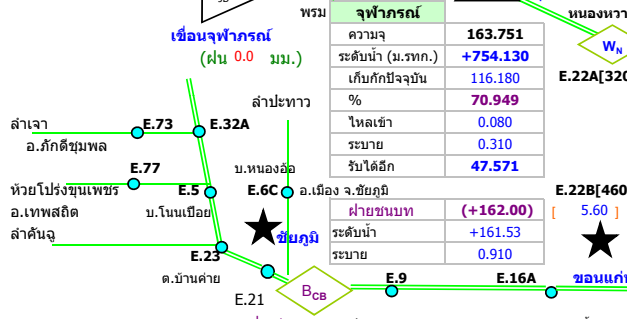 พรม จุฬาภรณ์
หนองหวา
เขื่อนจุฬาภรณ์
(ฝน 0.0 มม.)
ความจุ 163.751
ระดับน้ำ (ม.รทก.) +754.130
เก็บกักปัจจุบัน 116.180
% 70.949
ไหลเข้า 0.080
ระบาย 0.310
รับได้อีก 47.571
W_N
E.22A[320
ลำปะทาว
ลำเจา E.73 E.32A
อ.ภักดีชุมพล
E.77
บ.หนองอ้อ
ห้วยโปร่งขุนเพชร E.5 E.6C อ.เมือง จ.ชัยภูมิ
อ.เทพสถิต บ.โนนเปือย
E.22B[460
ฝายชนบท (+162.00) [ 5.60 ]
ลำคันฉู ชัยภูมิ
ระดับน้ำ +161.53
ระบาย 0.910
E.23
ต.บ้านค่าย
E.21 B_CB E.9 E.16A ขอนแก่น